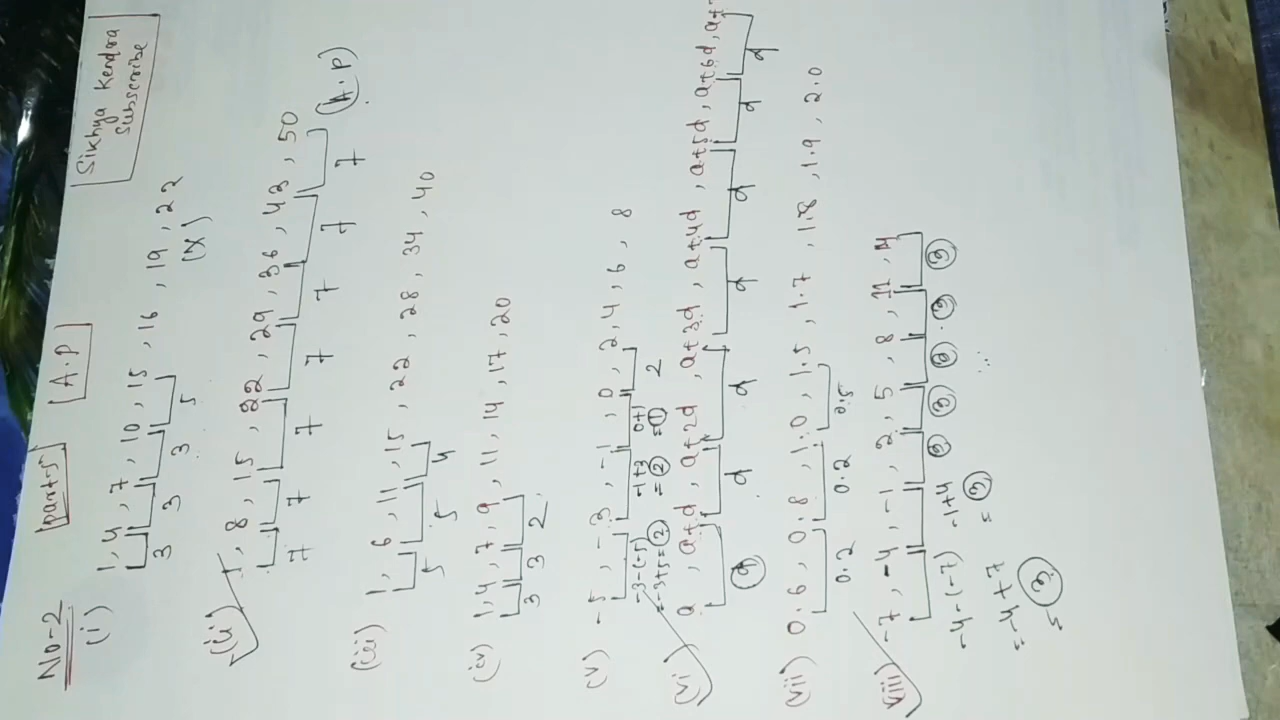 No-2 [part-5] [A.P] Sikhya Kendra
subscribe
(i) 1, 4, 7, 10, 15, 16, 19, 22
3 3 3 5 (X)
(ii) 1, 8, 15, 22, 29, 36, 43, 50
7 7 7 7 7 7 7 (A.P)
(iii) 1, 6, 11, 15, 22, 28, 34, 40
5 5 4
(iv) 1, 4, 7, 9, 11, 14, 17, 20
3 3 2
(v) -5, -3, -1, 0, 2, 4, 6, 8
-3-(-5) -1+3 0+1 2
=-3+5=2 =2 =1
(vi) a, a+d, a+2d, a+3d, a+4d, a+5d, a+6d, a+
d d d d d d d
(vii) 0.6, 0.8, 1.0, 1.5, 1.7, 1.8, 1.9, 2.0
0.2 0.2 0.5
(viii) -7, -4, -1, 2, 5, 8, 11, 14
-4-(-7) -1+4 3 3 3 3 3
=-4+7 =3
3